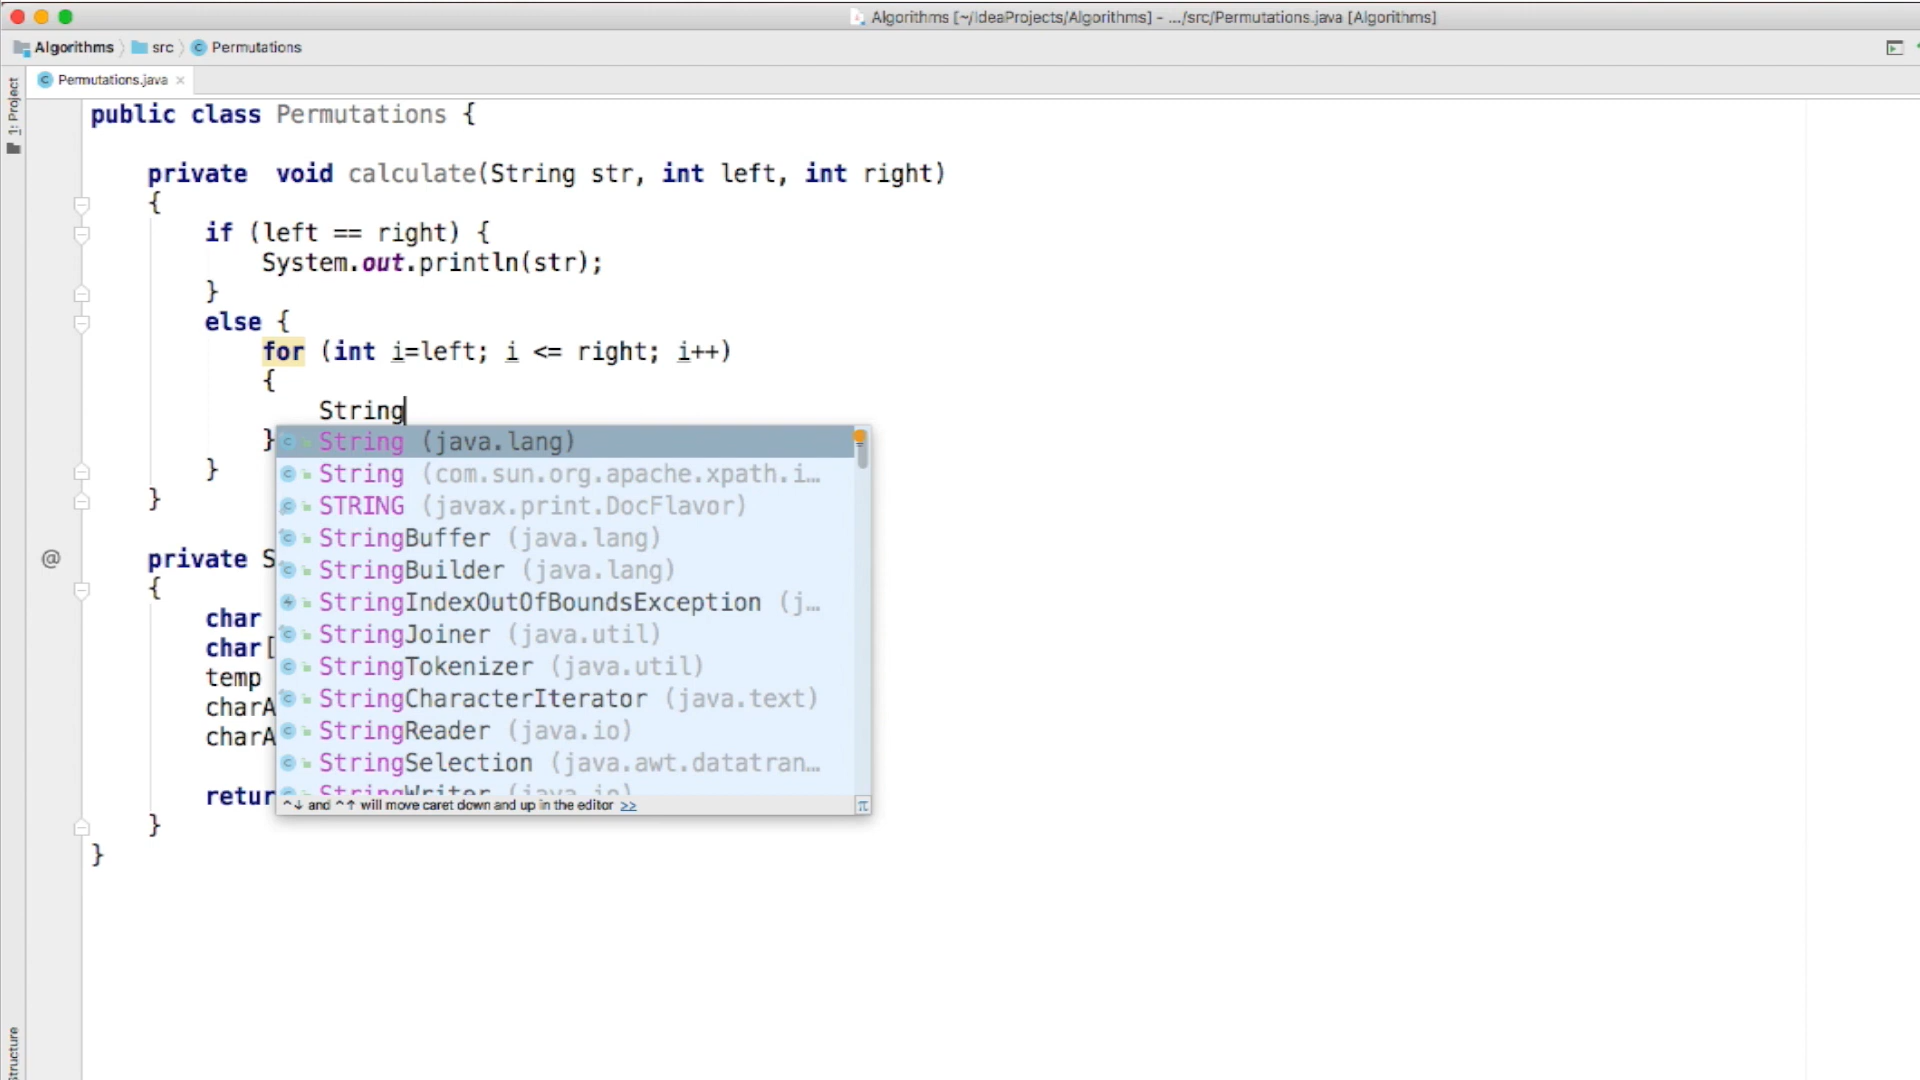 Algorithms [~/IdeaProjects/Algorithms] - .../src/Permutations.java [Algorithms]
Algorithms src Permutations
Permutations.java
1: Project
public class Permutations {
private void calculate(String str, int left, int right)
{
if (left == right) {
System.out.println(str);
}
else {
for (int i=left; i <= right; i++)
{
String
}
String (java.lang)
String (com.sun.org.apache.xpath.i…
}
STRING (javax.print.DocFlavor)
}
StringBuffer (java.lang)
@ private S
StringBuilder (java.lang)
{
StringIndexOutOfBoundsException (j…
char
StringJoiner (java.util)
char[
StringTokenizer (java.util)
temp
StringCharacterIterator (java.text)
charA
StringReader (java.io)
charA
StringSelection (java.awt.datatran…
StringWriter (java.io)
retur
^↓ and ^↑ will move caret down and up in the editor >>
π
}
}
Structure